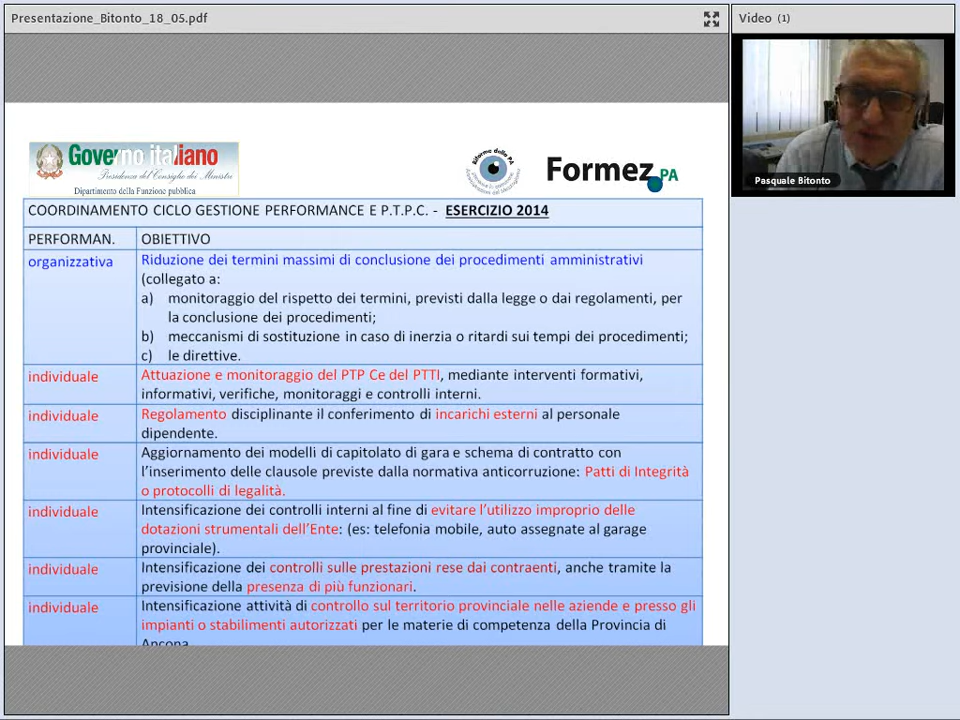 Presentazione_Bitonto_18_05.pdf
Video (1)
Pasquale Bitonto
Governo italiano
Presidenza del Consiglio dei Ministri
Dipartimento della Funzione pubblica
Riforme delle PA
Formez PA
COORDINAMENTO CICLO GESTIONE PERFORMANCE E P.T.P.C. - ESERCIZIO 2014
PERFORMAN. OBIETTIVO
organizzativa Riduzione dei termini massimi di conclusione dei procedimenti amministrativi
(collegato a:
a) monitoraggio del rispetto dei termini, previsti dalla legge o dai regolamenti, per
la conclusione dei procedimenti;
b) meccanismi di sostituzione in caso di inerzia o ritardi sui tempi dei procedimenti;
c) le direttive.
individuale Attuazione e monitoraggio del PTP Ce del PTTI, mediante interventi formativi,
informativi, verifiche, monitoraggi e controlli interni.
individuale Regolamento disciplinante il conferimento di incarichi esterni al personale
dipendente.
individuale Aggiornamento dei modelli di capitolato di gara e schema di contratto con
l'inserimento delle clausole previste dalla normativa anticorruzione: Patti di Integrità
o protocolli di legalità.
individuale Intensificazione dei controlli interni al fine di evitare l'utilizzo improprio delle
dotazioni strumentali dell'Ente: (es: telefonia mobile, auto assegnate al garage
provinciale).
individuale Intensificazione dei controlli sulle prestazioni rese dai contraenti, anche tramite la
previsione della presenza di più funzionari.
individuale Intensificazione attività di controllo sul territorio provinciale nelle aziende e presso gli
impianti o stabilimenti autorizzati per le materie di competenza della Provincia di
Ancona